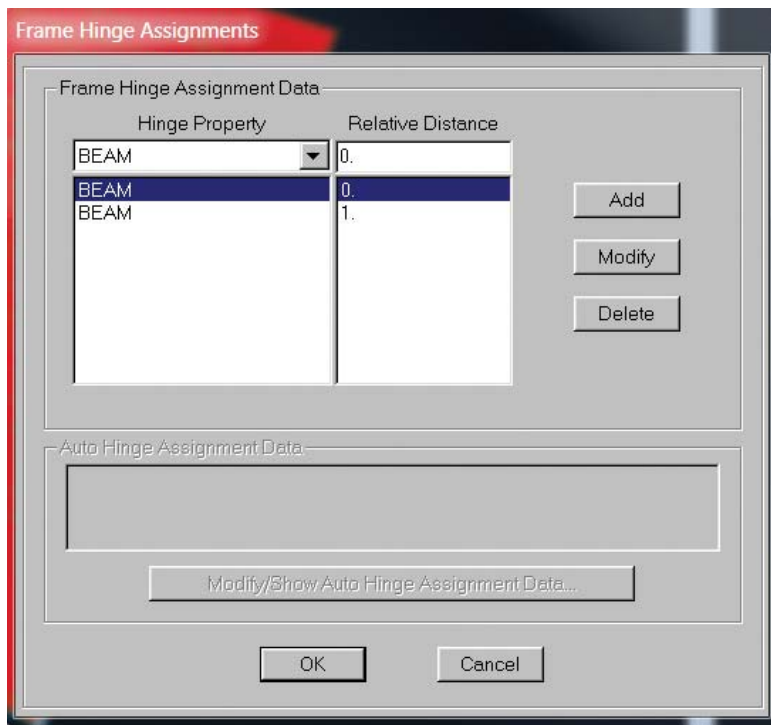 Frame Hinge Assignments
Frame Hinge Assignment Data
Hinge Property Relative Distance
BEAM 0.
BEAM 0.
BEAM 1.
Add
Modify
Delete
Auto Hinge Assignment Data
Modify/Show Auto Hinge Assignment Data...
OK Cancel